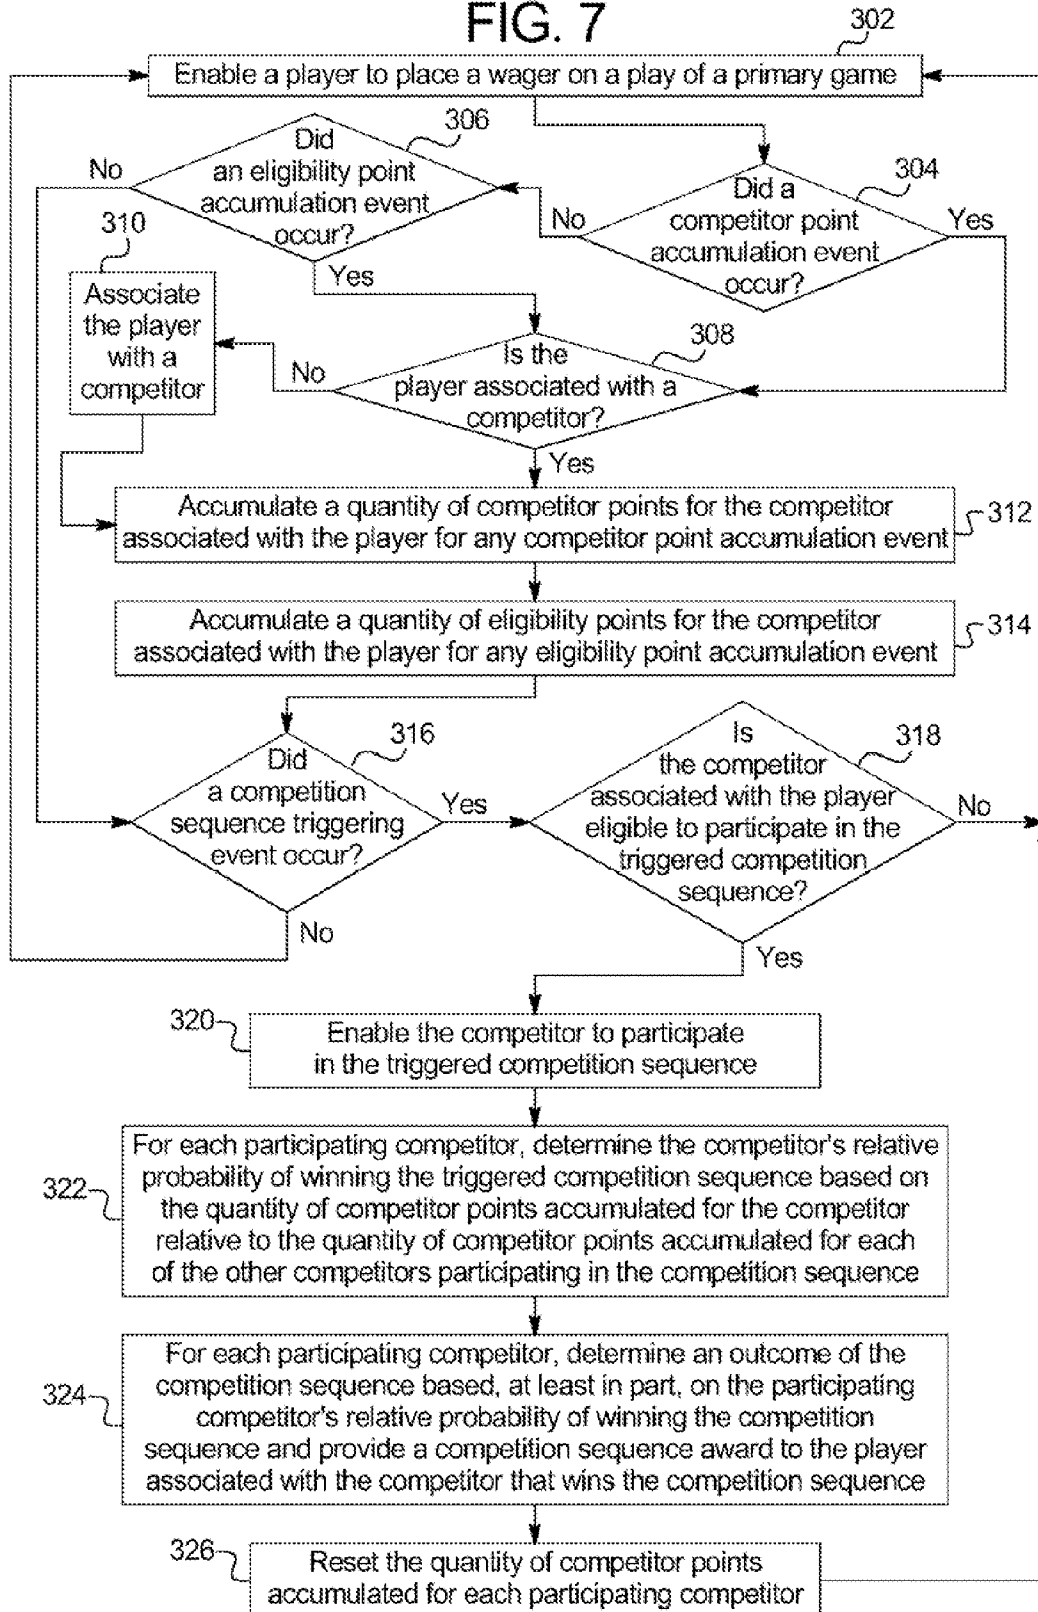 FIG. 7
302
Enable a player to place a wager on a play of a primary game
306
Did
an eligibility point
accumulation event
occur?
No
Yes
304
Did a
competitor point
accumulation event
occur?
No
Yes
310
Associate
the player
with a
competitor
308
Is the
player associated with a
competitor?
No
Yes
Accumulate a quantity of competitor points for the competitor
associated with the player for any competitor point accumulation event
312
Accumulate a quantity of eligibility points for the competitor
associated with the player for any eligibility point accumulation event
314
316
Did
a competition
sequence triggering
event occur?
Yes
No
318
Is
the competitor
associated with the player
eligible to participate in the
triggered competition
sequence?
No
Yes
320
Enable the competitor to participate
in the triggered competition sequence
322
For each participating competitor, determine the competitor's relative
probability of winning the triggered competition sequence based on
the quantity of competitor points accumulated for the competitor
relative to the quantity of competitor points accumulated for each
of the other competitors participating in the competition sequence
324
For each participating competitor, determine an outcome of the
competition sequence based, at least in part, on the participating
competitor's relative probability of winning the competition
sequence and provide a competition sequence award to the player
associated with the competitor that wins the competition sequence
326
Reset the quantity of competitor points
accumulated for each participating competitor